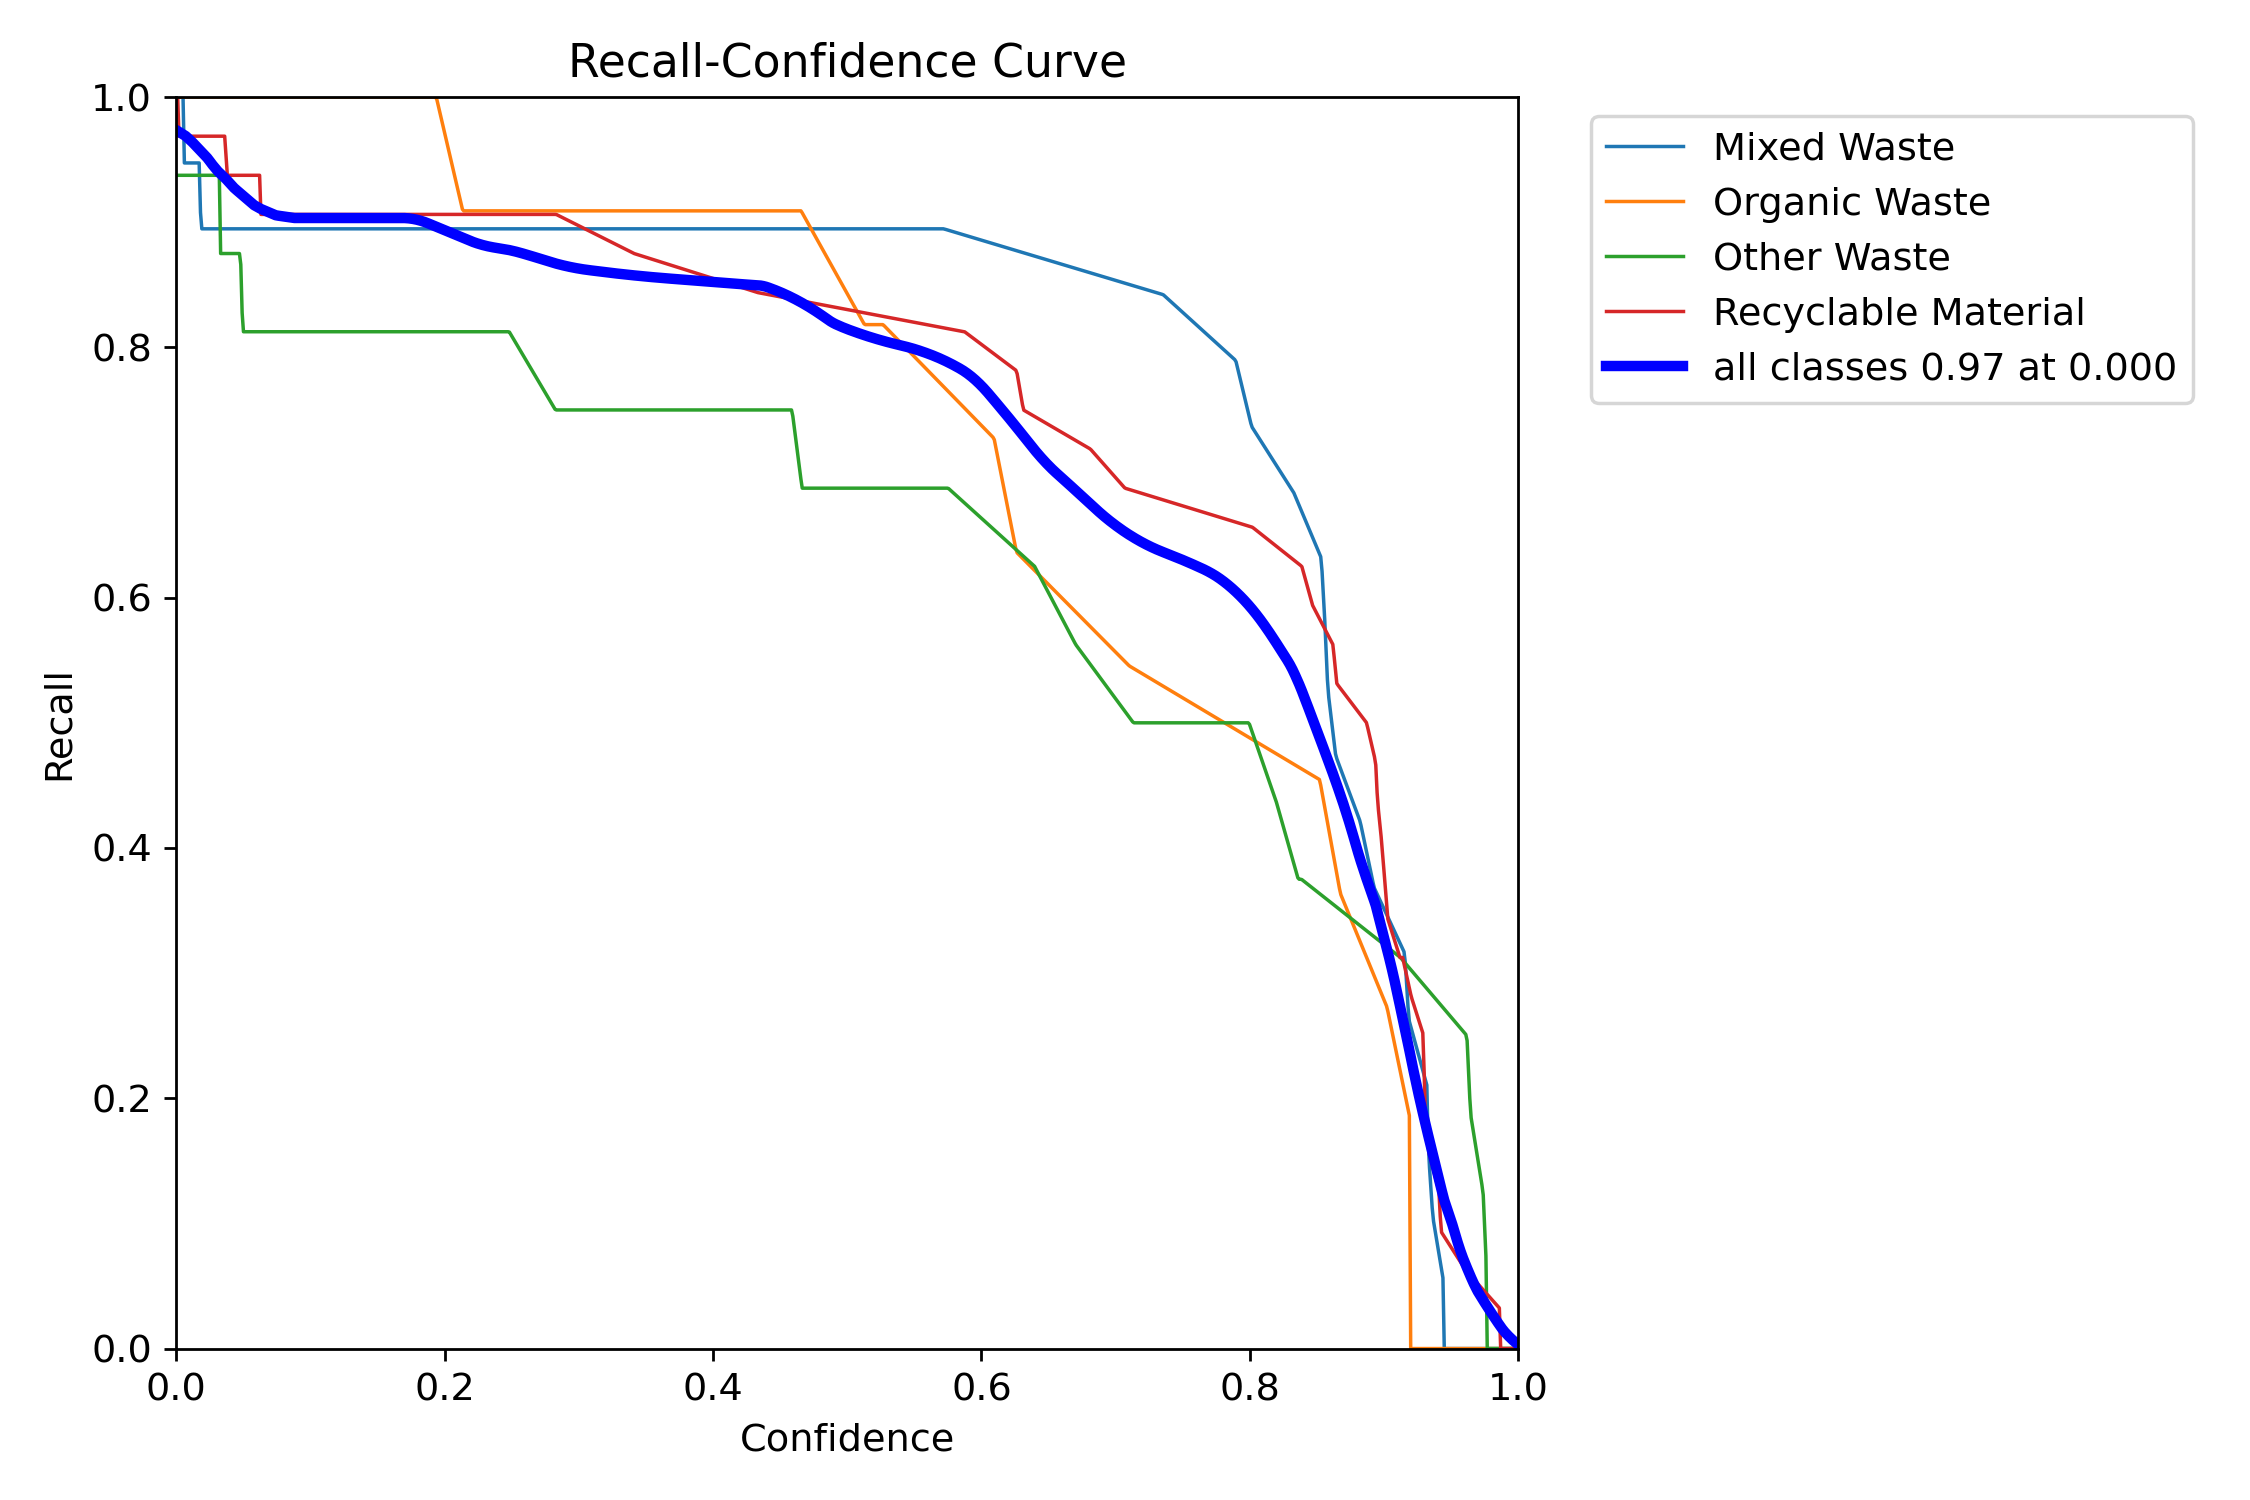 Recall-Confidence Curve
1.0
0.8
0.6
0.4
0.2
0.0
Recall
0.0 0.2 0.4 0.6 0.8 1.0
Confidence
Mixed Waste
Organic Waste
Other Waste
Recyclable Material
all classes 0.97 at 0.000